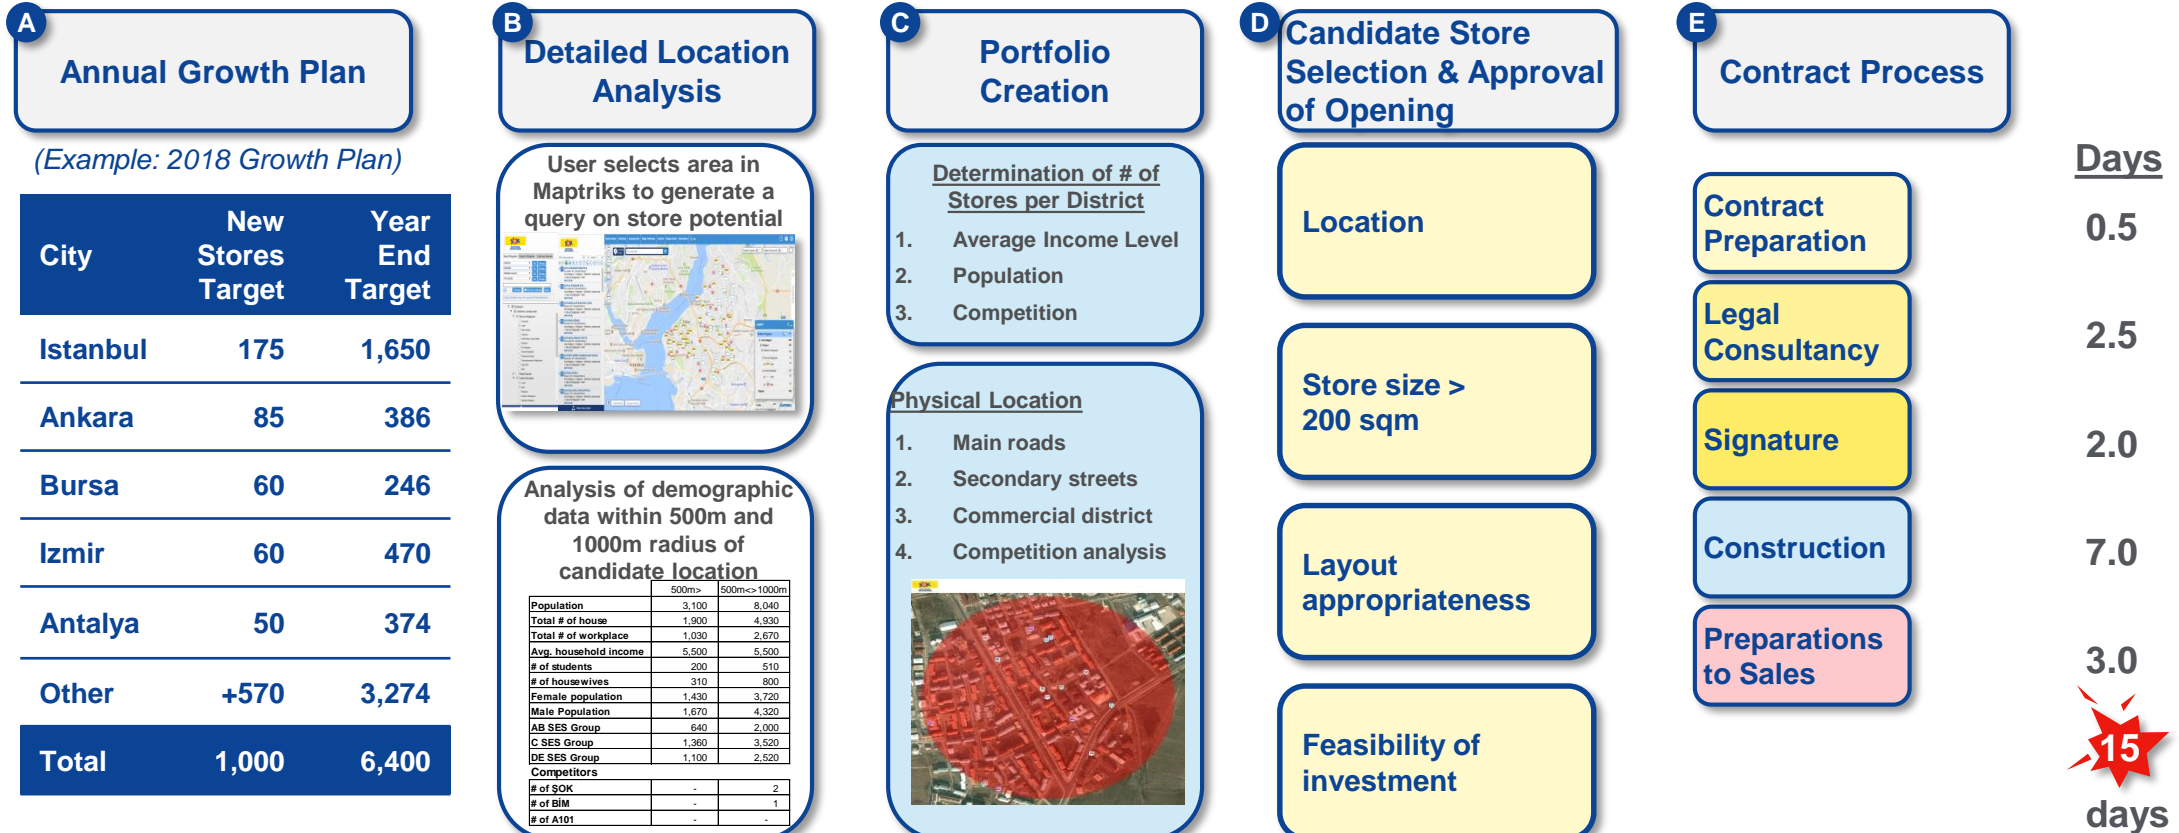 A
Annual Growth Plan
(Example: 2018 Growth Plan)
City New Stores Target Year End Target
Istanbul 175 1,650
Ankara 85 386
Bursa 60 246
Izmir 60 470
Antalya 50 374
Other +570 3,274
Total 1,000 6,400
B
Detailed Location
Analysis
User selects area in
Maptriks to generate a
query on store potential
Analysis of demographic
data within 500m and
1000m radius of
candidate location
500m> 500m<>1000m
Population 3,100 8,040
Total # of house 1,900 4,930
Total # of workplace 1,030 2,670
Avg. household income 5,500 5,500
# of students 200 510
# of housewives 310 800
Female population 1,430 3,720
Male Population 1,670 4,320
AB SES Group 640 2,000
C SES Group 1,360 3,520
DE SES Group 1,100 2,520
Competitors
# of ŞOK - 2
# of BİM - 1
# of A101 - -
C
Portfolio
Creation
Determination of # of
Stores per District
1. Average Income Level
2. Population
3. Competition
Physical Location
1. Main roads
2. Secondary streets
3. Commercial district
4. Competition analysis
D
Candidate Store
Selection & Approval
of Opening
Location
Store size >
200 sqm
Layout
appropriateness
Feasibility of
investment
E
Contract Process
Days
Contract
Preparation
0.5
Legal
Consultancy
2.5
Signature
2.0
Construction
7.0
Preparations
to Sales
3.0
15
days